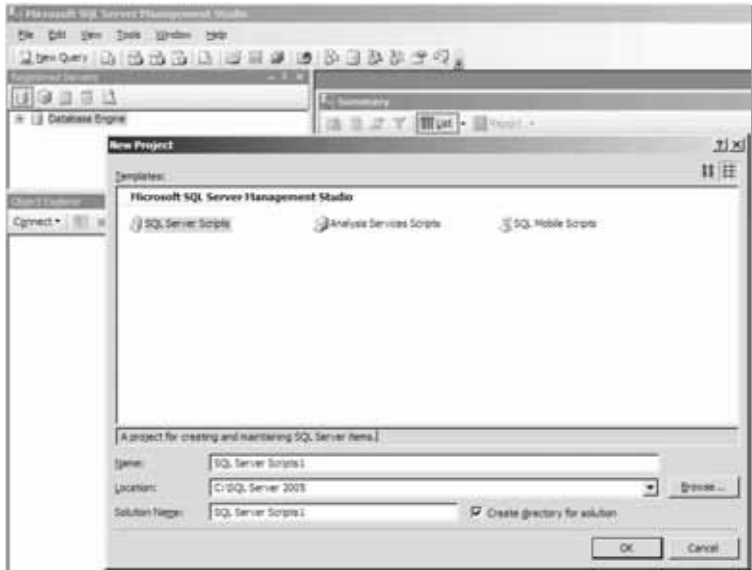 Microsoft SQL Server Management Studio
File Edit View Tools Window Help
New Query
Registered Servers
Database Engine
Summary
List Report
New Project
Templates:
Microsoft SQL Server Management Studio
SQL Server Scripts Analysis Services Scripts SQL Mobile Scripts
Object Explorer
Connect
A project for creating and maintaining SQL Server items.
Name: SQL Server Scripts1
Location: C:\SQL Server 2005 Browse...
Solution Name: SQL Server Scripts1 Create directory for solution
OK Cancel